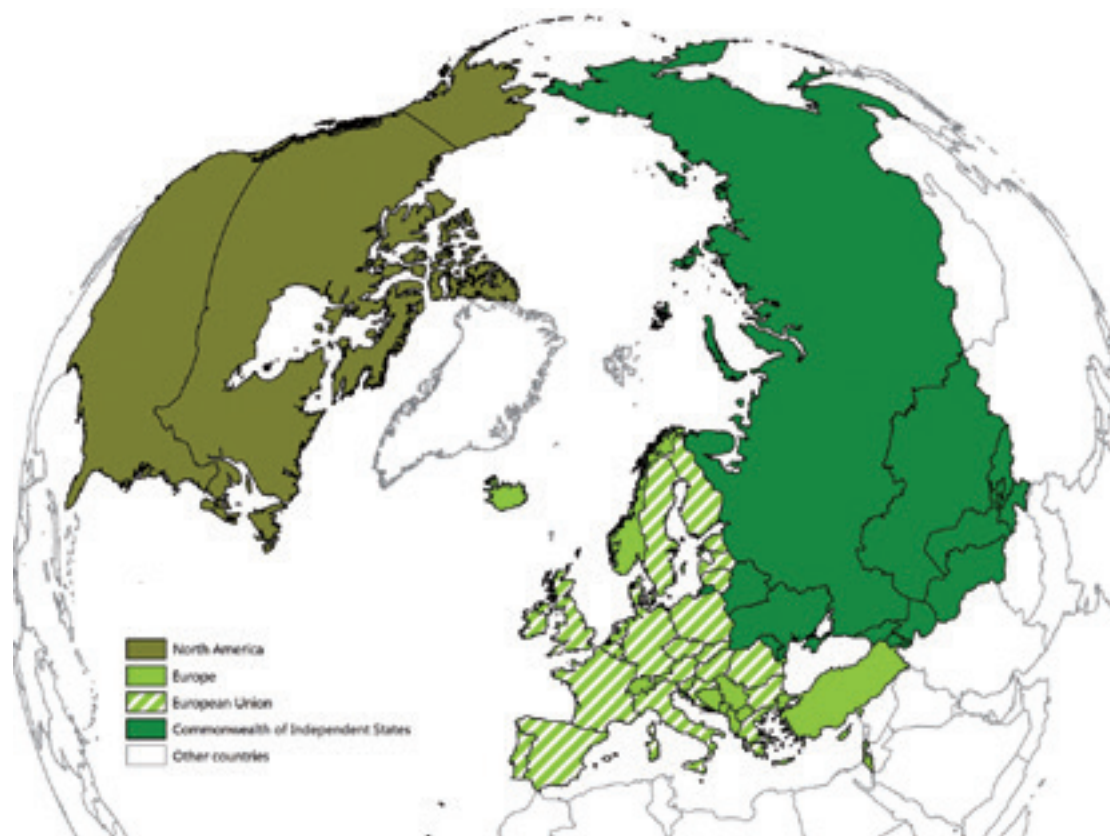 North America
Europe
European Union
Commonwealth of Independent States
Other countries